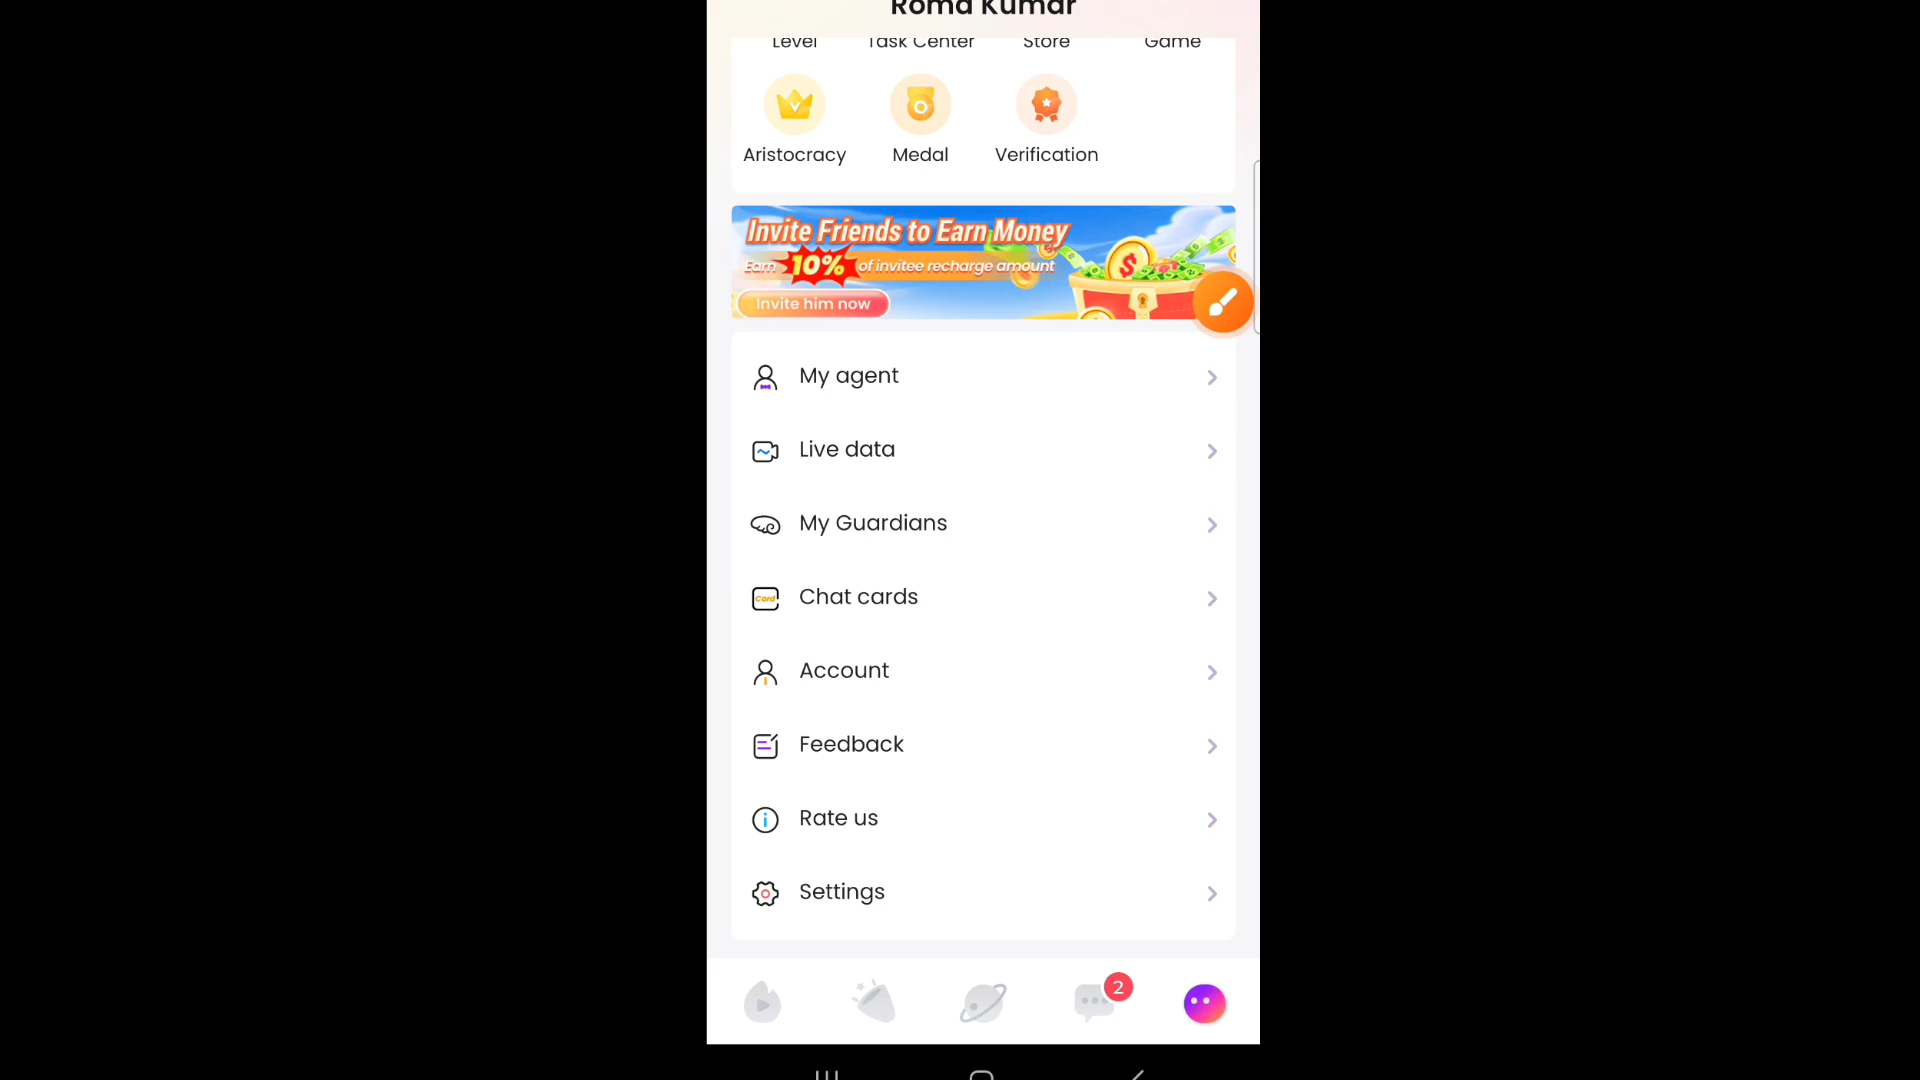 Roma Kumar
Level Task Center Store Game
Aristocracy Medal Verification
Invite Friends to Earn Money
Earn 10% of invitee recharge amount
Invite him now
My agent
Live data
My Guardians
Card
Chat cards
Account
Feedback
Rate us
Settings
2